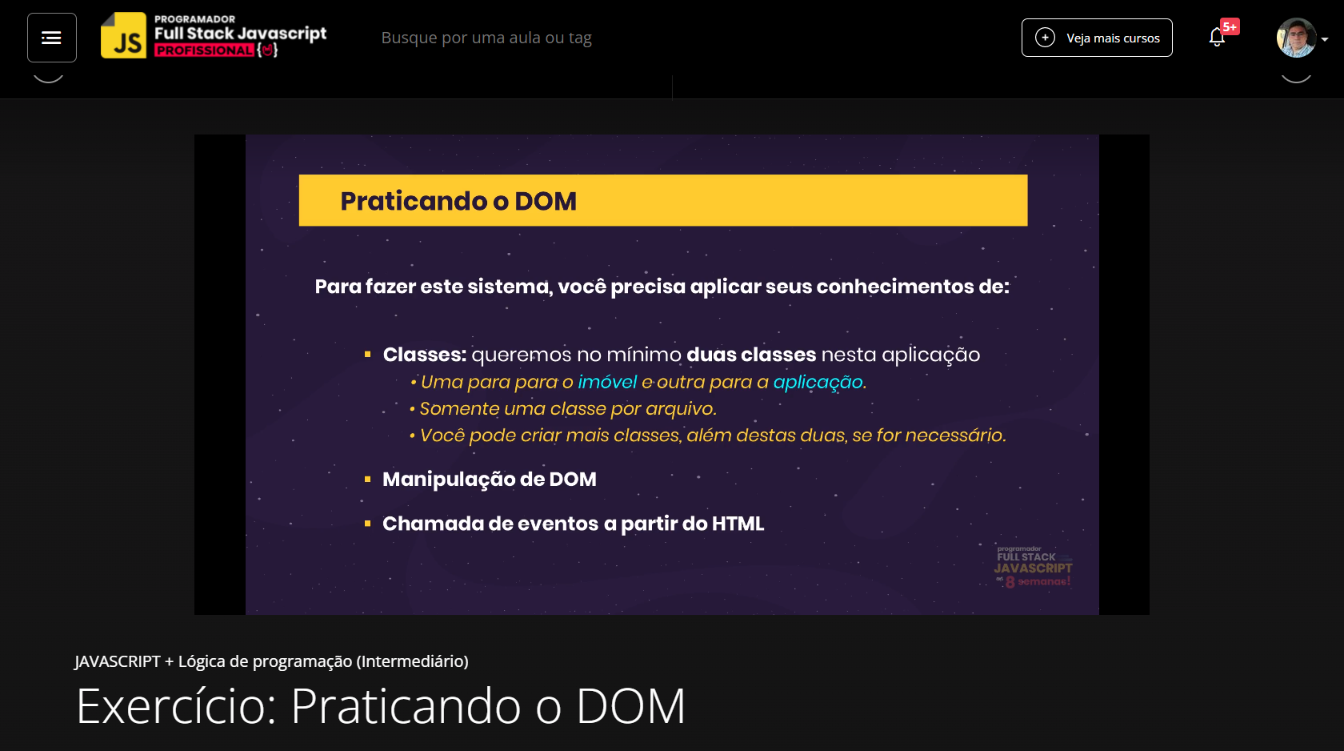 JS
PROGRAMADOR
Full Stack Javascript
PROFISSIONAL { }
Busque por uma aula ou tag
Veja mais cursos
5+
Praticando o DOM
Para fazer este sistema, você precisa aplicar seus conhecimentos de:
▪ Classes: queremos no mínimo duas classes nesta aplicação
• Uma para para o imóvel e outra para a aplicação.
• Somente uma classe por arquivo.
• Você pode criar mais classes, além destas duas, se for necessário.
▪ Manipulação de DOM
▪ Chamada de eventos a partir do HTML
programador
FULL STACK
JAVASCRIPT
em 8 semanas!
JAVASCRIPT + Lógica de programação (Intermediário)
Exercício: Praticando o DOM